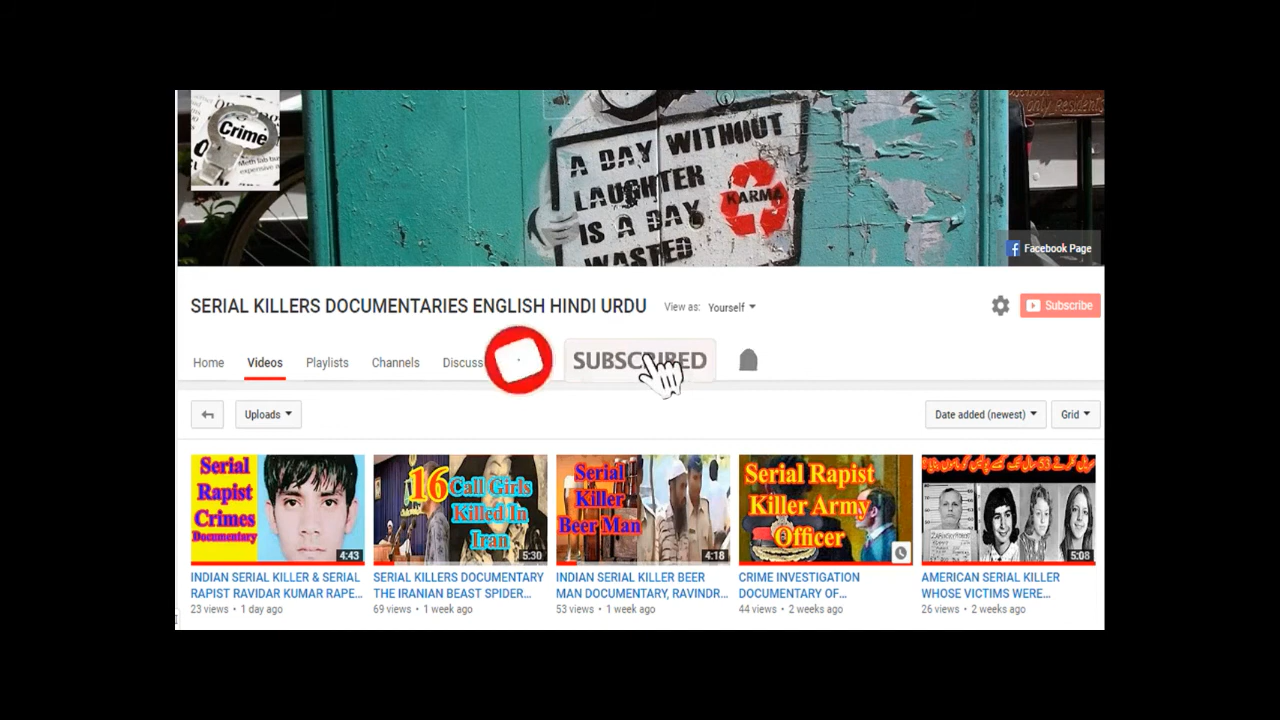 Crime
A DAY WITHOUT
LAUGHTER
IS A DAY
WASTED
KARMA
Facebook Page
SERIAL KILLERS DOCUMENTARIES ENGLISH HINDI URDU
View as: Yourself
Subscribe
Home
Videos
Playlists
Channels
Discuss
SUBSCRIBED
Uploads
Date added (newest)
Grid
Serial
Rapist
Crimes
Documentary
4:43
16 Call Girls
Killed In
Iran
5:30
Serial
Killer
Beer Man
4:18
Serial Rapist
Killer Army
Officer
5:08
INDIAN SERIAL KILLER & SERIAL
RAPIST RAVIDAR KUMAR RAPE...
23 views • 1 day ago
SERIAL KILLERS DOCUMENTARY
THE IRANIAN BEAST SPIDER...
69 views • 1 week ago
INDIAN SERIAL KILLER BEER
MAN DOCUMENTARY, RAVINDR...
53 views • 1 week ago
CRIME INVESTIGATION
DOCUMENTARY OF...
44 views • 2 weeks ago
AMERICAN SERIAL KILLER
WHOSE VICTIMS WERE...
26 views • 2 weeks ago